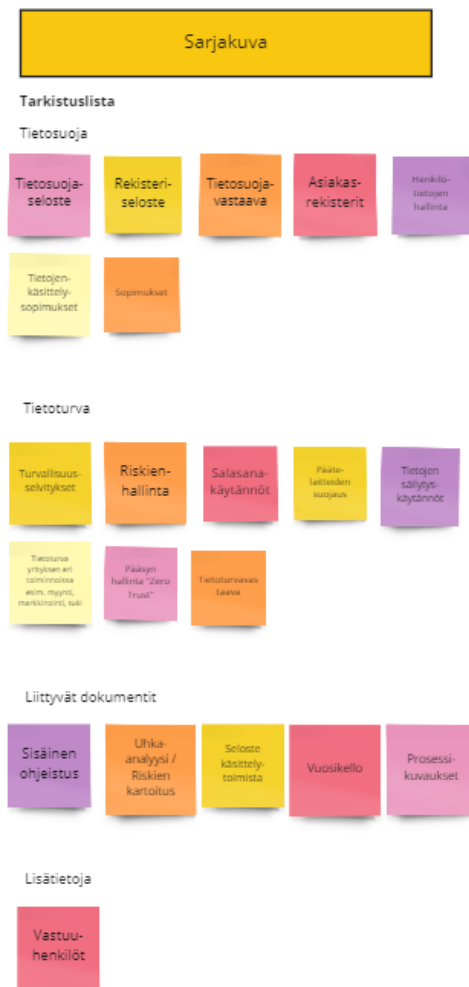 Sarjakuva
Tarkistuslista
Tietosuoja
Tietosuoja-
seloste
Rekisteri-
seloste
Tietosuoja-
vastaava
Asiakas-
rekisterit
Henkilö-
tietojen
hallinta
Tietojen-
käsittely-
sopimukset
Sopimukset
Tietoturva
Turvallisuus-
selvitykset
Riskien-
hallinta
Salasana-
käytännöt
Pääte-
laitteiden
suojaus
Tietojen
säilytys-
käytännöt
Tietoturva
yrityksen eri
toiminnoissa
esim. myynti,
markkinointi, tuki
Pääsyn
hallinta "Zero
Trust"
Tietoturvavas
taava
Liittyvät dokumentit
Sisäinen
ohjeistus
Uhka-
analyysi /
Riskien
kartoitus
Seloste
käsittely-
toimista
Vuosikello
Prosessi-
kuvaukset
Lisätietoja
Vastuu-
henkilöt